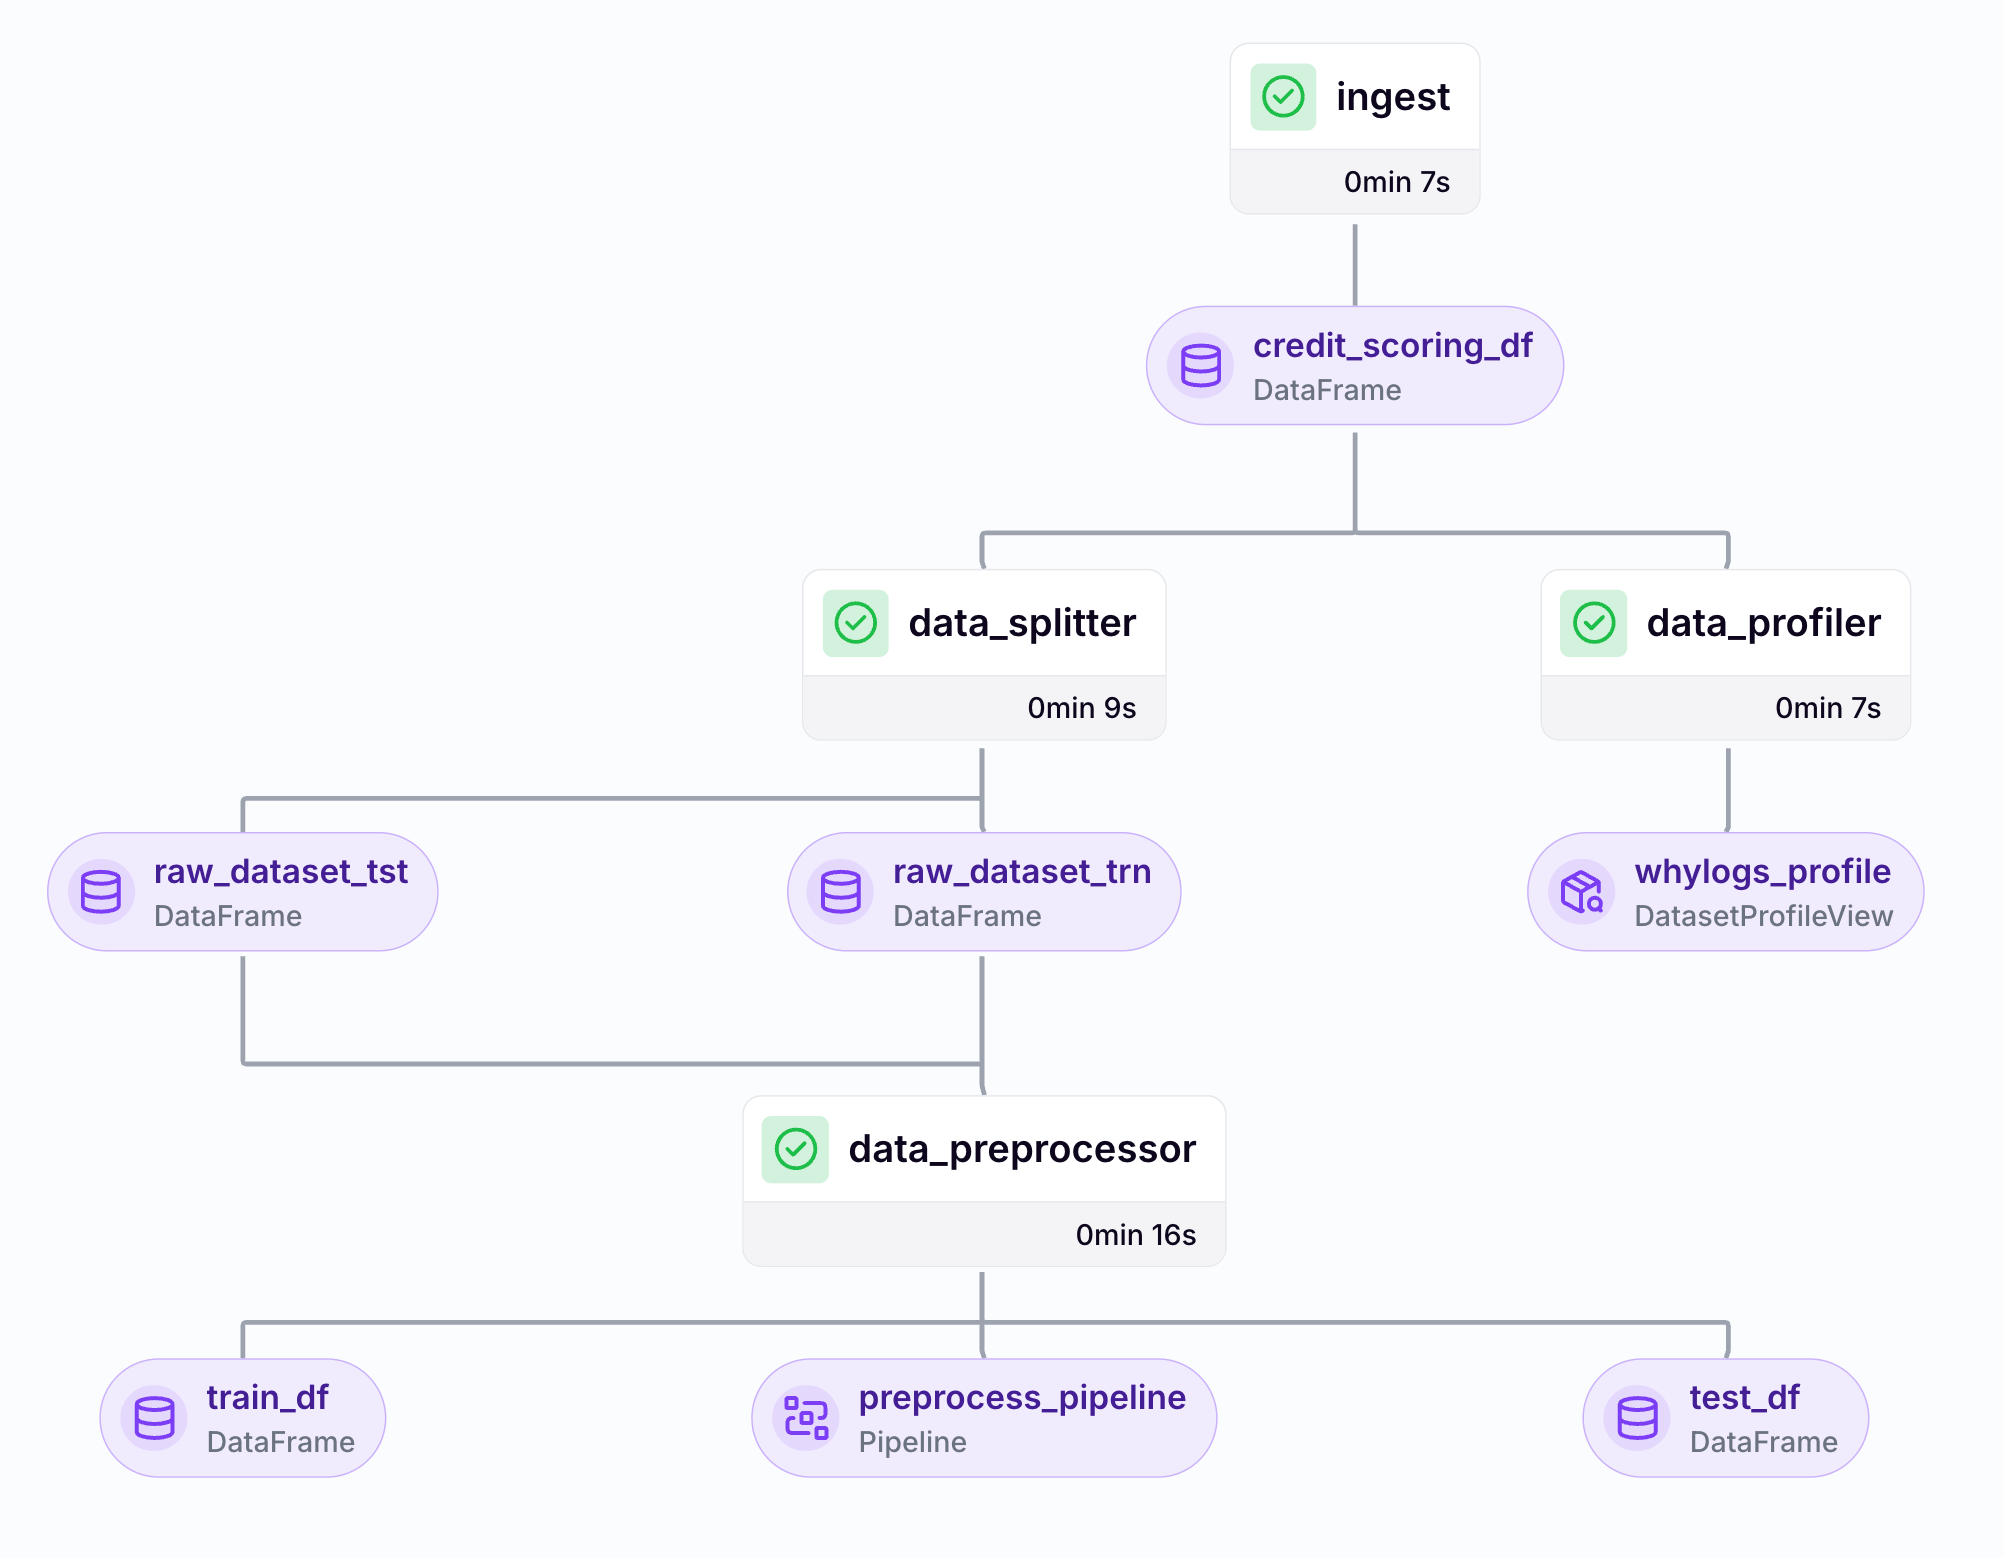 ingest
0min 7s
credit_scoring_df
DataFrame
data_splitter
0min 9s
data_profiler
0min 7s
raw_dataset_tst
DataFrame
raw_dataset_trn
DataFrame
whylogs_profile
DatasetProfileView
data_preprocessor
0min 16s
train_df
DataFrame
preprocess_pipeline
Pipeline
test_df
DataFrame